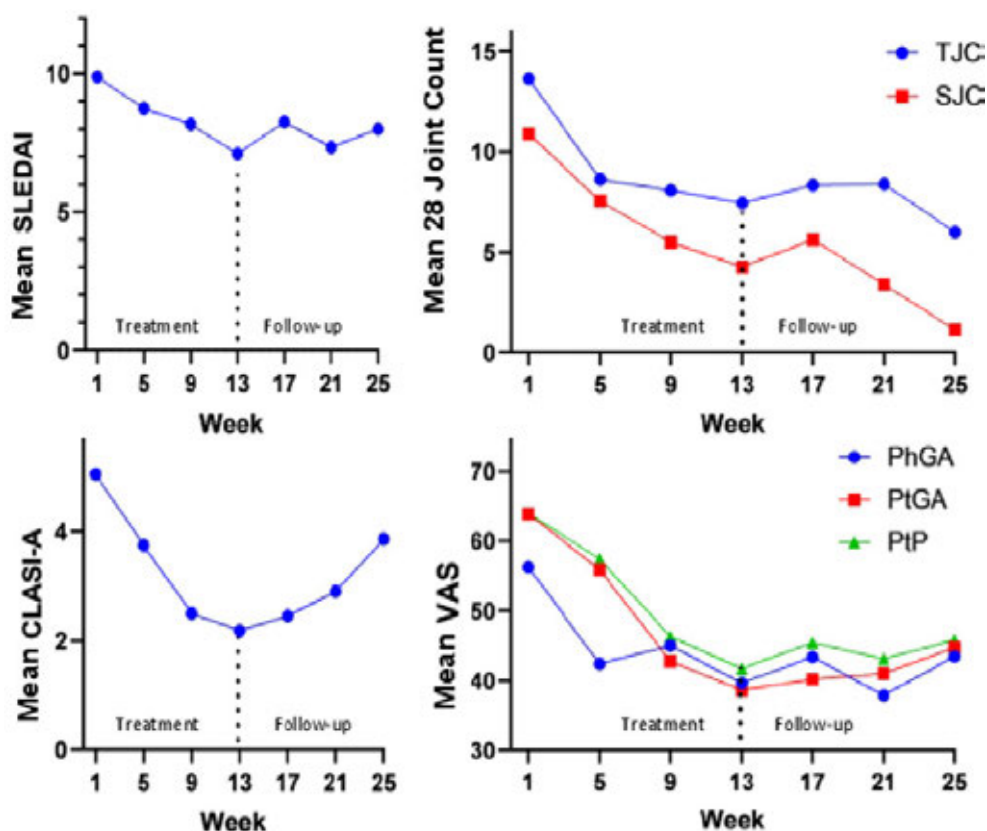 Mean SLEDAI
10
5
0
Treatment
Follow-up
1 5 9 13 17 21 25
Week
Mean 28 Joint Count
15
10
5
0
TJC
SJC
Treatment
Follow-up
1 5 9 13 17 21 25
Week
Mean CLASI-A
4
2
0
Treatment
Follow-up
1 5 9 13 17 21 25
Week
Mean VAS
70
60
50
40
30
PhGA
PtGA
PtP
Treatment
Follow-up
1 5 9 13 17 21 25
Week